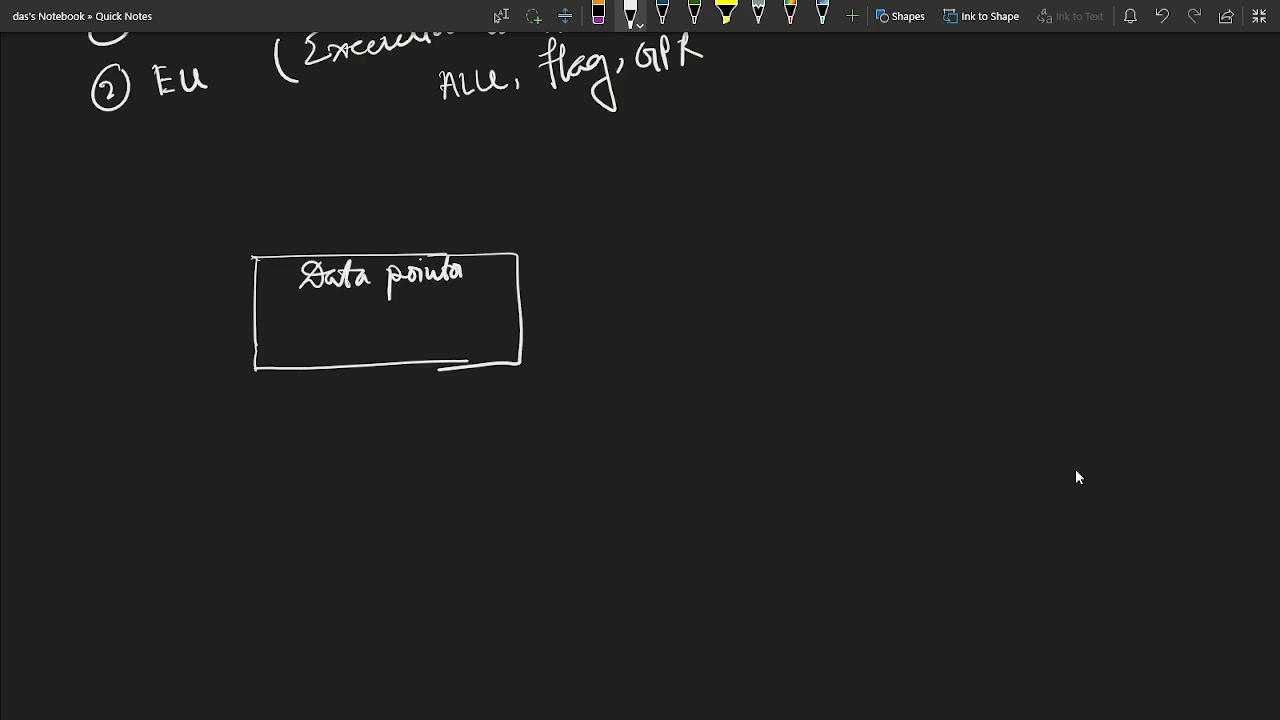 das's Notebook » Quick Notes
Shapes
Ink to Shape
Ink to Text
② EU
ALU, flag, GPR
Data pointer